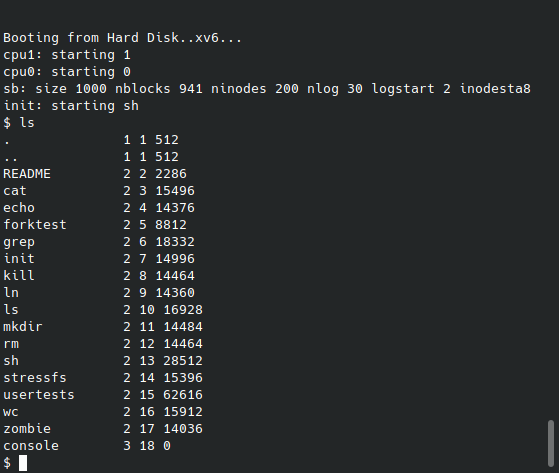 Booting from Hard Disk..xv6...
cpu1: starting 1
cpu0: starting 0
sb: size 1000 nblocks 941 ninodes 200 nlog 30 logstart 2 inodesta8
init: starting sh
$ ls
. 1 1 512
.. 1 1 512
README 2 2 2286
cat 2 3 15496
echo 2 4 14376
forktest 2 5 8812
grep 2 6 18332
init 2 7 14996
kill 2 8 14464
ln 2 9 14360
ls 2 10 16928
mkdir 2 11 14484
rm 2 12 14464
sh 2 13 28512
stressfs 2 14 15396
usertests 2 15 62616
wc 2 16 15912
zombie 2 17 14036
console 3 18 0
$